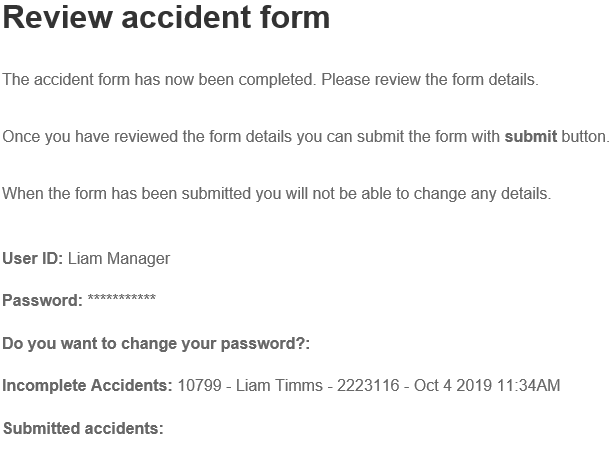 Review accident form
The accident form has now been completed. Please review the form details.
Once you have reviewed the form details you can submit the form with submit button.
When the form has been submitted you will not be able to change any details.
User ID: Liam Manager
Password: ***********
Do you want to change your password?:
Incomplete Accidents: 10799 - Liam Timms - 2223116 - Oct 4 2019 11:34AM
Submitted accidents: